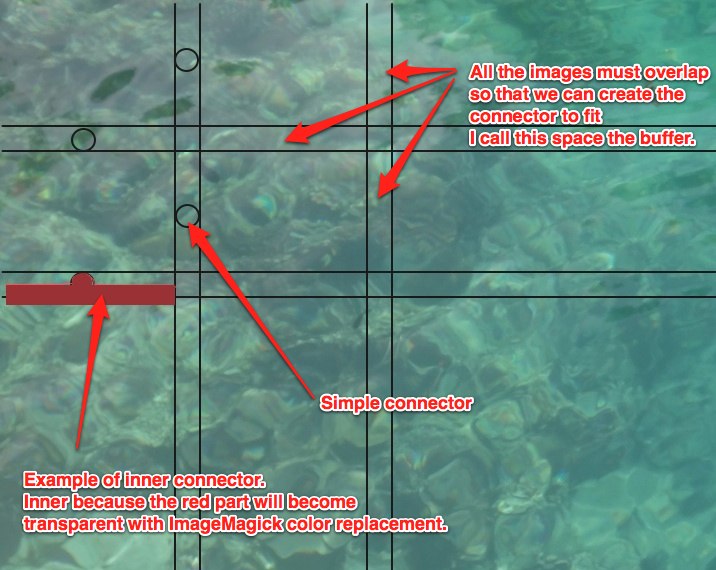 All the images must overlap
so that we can create the
connector to fit
I call this space the buffer.
Simple connector
Example of inner connector.
Inner because the red part will become
transparent with ImageMagick color replacement.